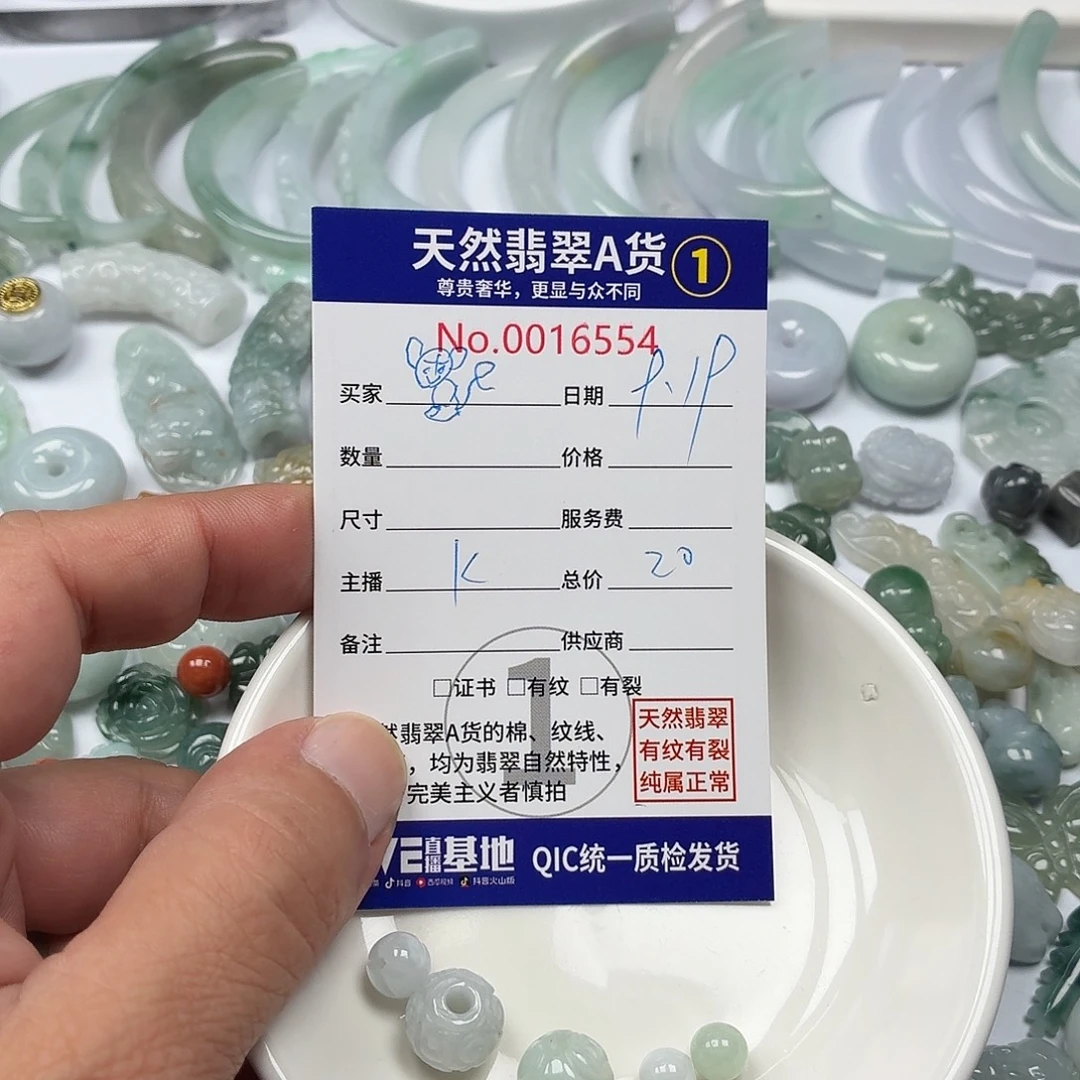 天然翡翠A货 1
尊贵奢华，更显与众不同
No.0016554
买家 日期 9.19
数量 价格
尺寸 服务费
主播 K 总价 20
备注 供应商
□证书 □有纹 □有裂
翡翠A货的棉、纹线、
，均为翡翠自然特性，
完美主义者慎拍
天然翡翠
有纹有裂
纯属正常
1
VE直播基地 QIC统一质检发货
抖音 西瓜视频 抖音火山版